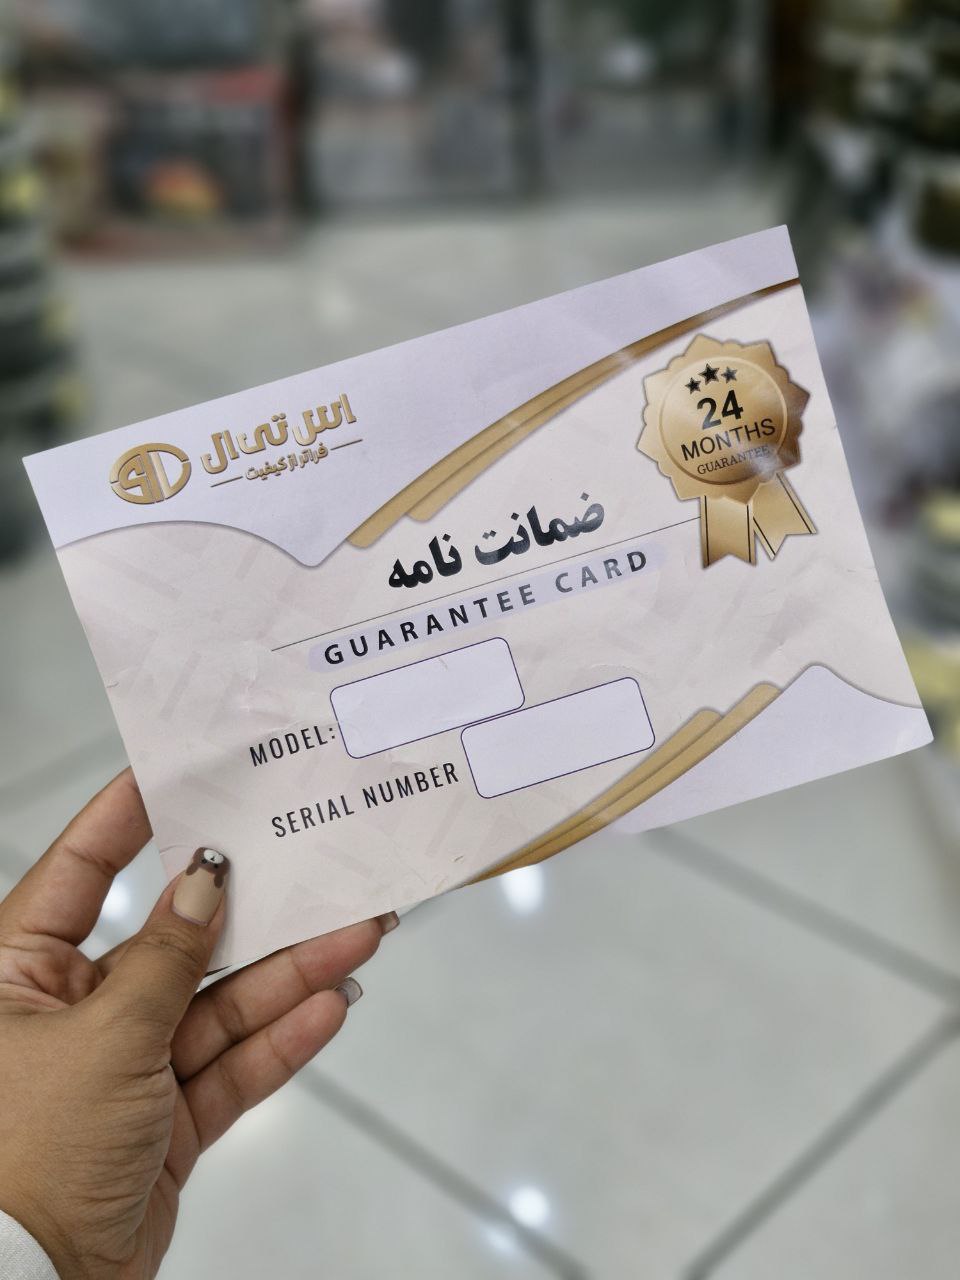 اس تی ال
فراتر از کیفیت
24
MONTHS
GUARANTEE
ضمانت نامه
GUARANTEE CARD
MODEL:
SERIAL NUMBER